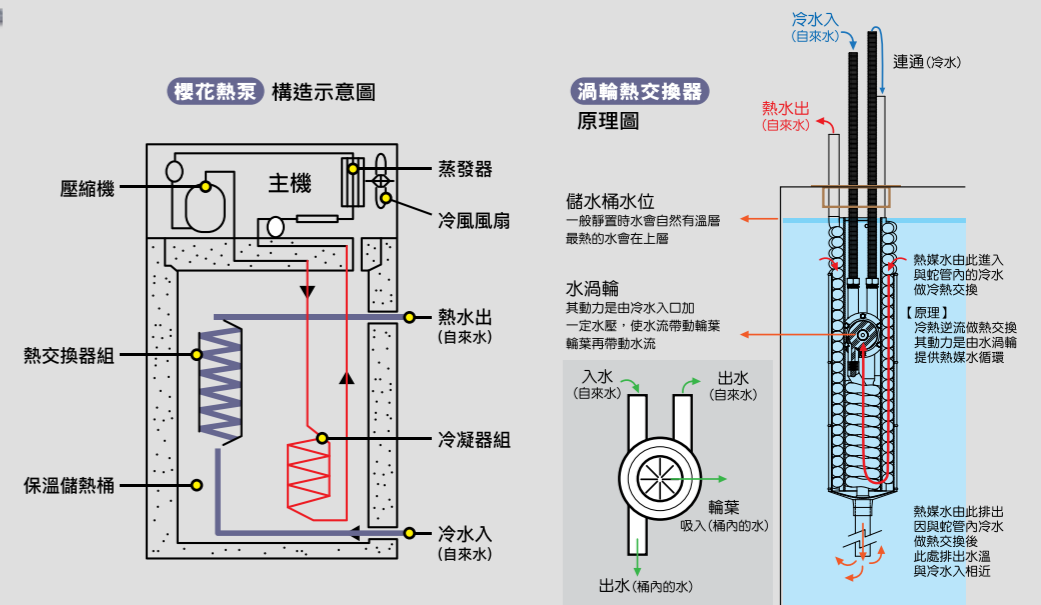 櫻花熱泵 構造示意圖
壓縮機
主機
蒸發器
冷風風扇
熱水出
(自來水)
熱交換器組
冷凝器組
保溫儲熱桶
冷水入
(自來水)
渦輪熱交換器
原理圖
冷水入
(自來水)
連通(冷水)
熱水出
(自來水)
儲水桶水位
一般靜置時水會自然有溫層
最熱的水會在上層
水渦輪
其動力是由冷水入口加
一定水壓，使水流帶動輪葉
輪葉再帶動水流
熱媒水由此進入
與蛇管內的冷水
做冷熱交換
【原理】
冷熱逆流做熱交換
其動力是由水渦輪
提供熱媒水循環
入水
(自來水)
出水
(自來水)
輪葉
吸入(桶內的水)
出水(桶內的水)
熱媒水由此排出
因與蛇管內冷水
做熱交換後
此處排出水溫
與冷水入相近